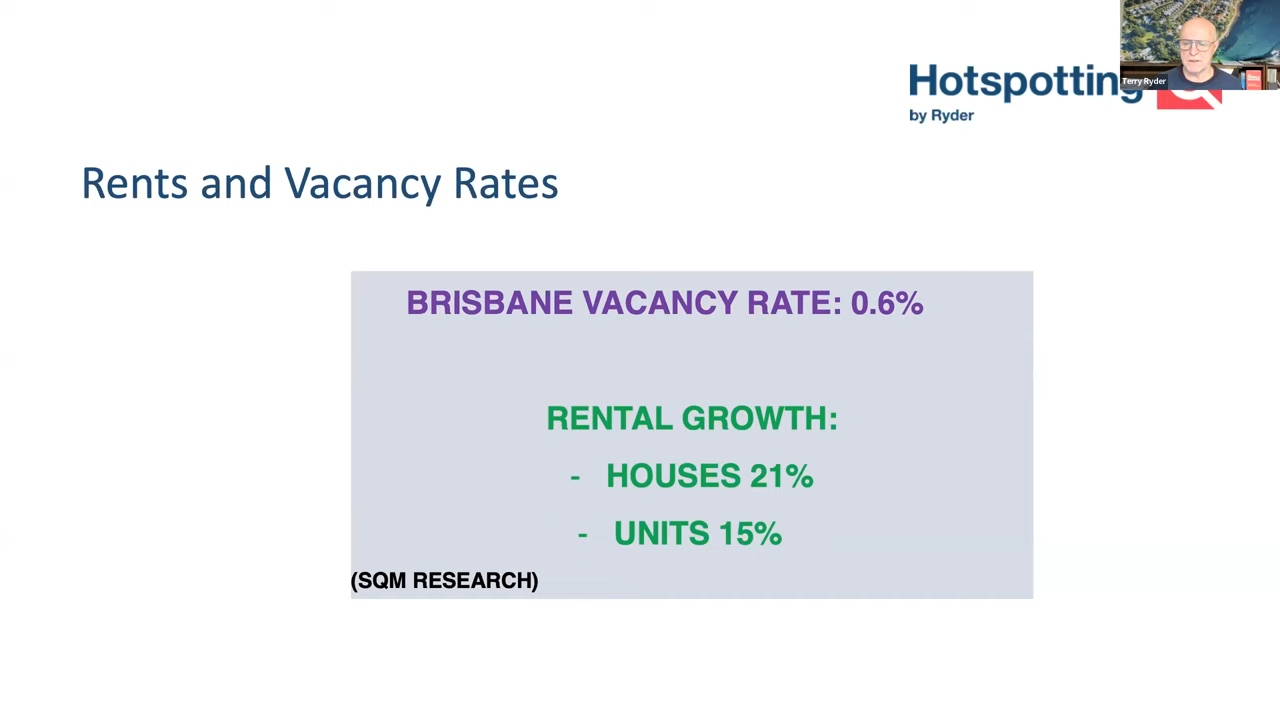 Terry Ryder
Hotspotting
by Ryder
Rents and Vacancy Rates
BRISBANE VACANCY RATE: 0.6%
RENTAL GROWTH:
- HOUSES 21%
- UNITS 15%
(SQM RESEARCH)